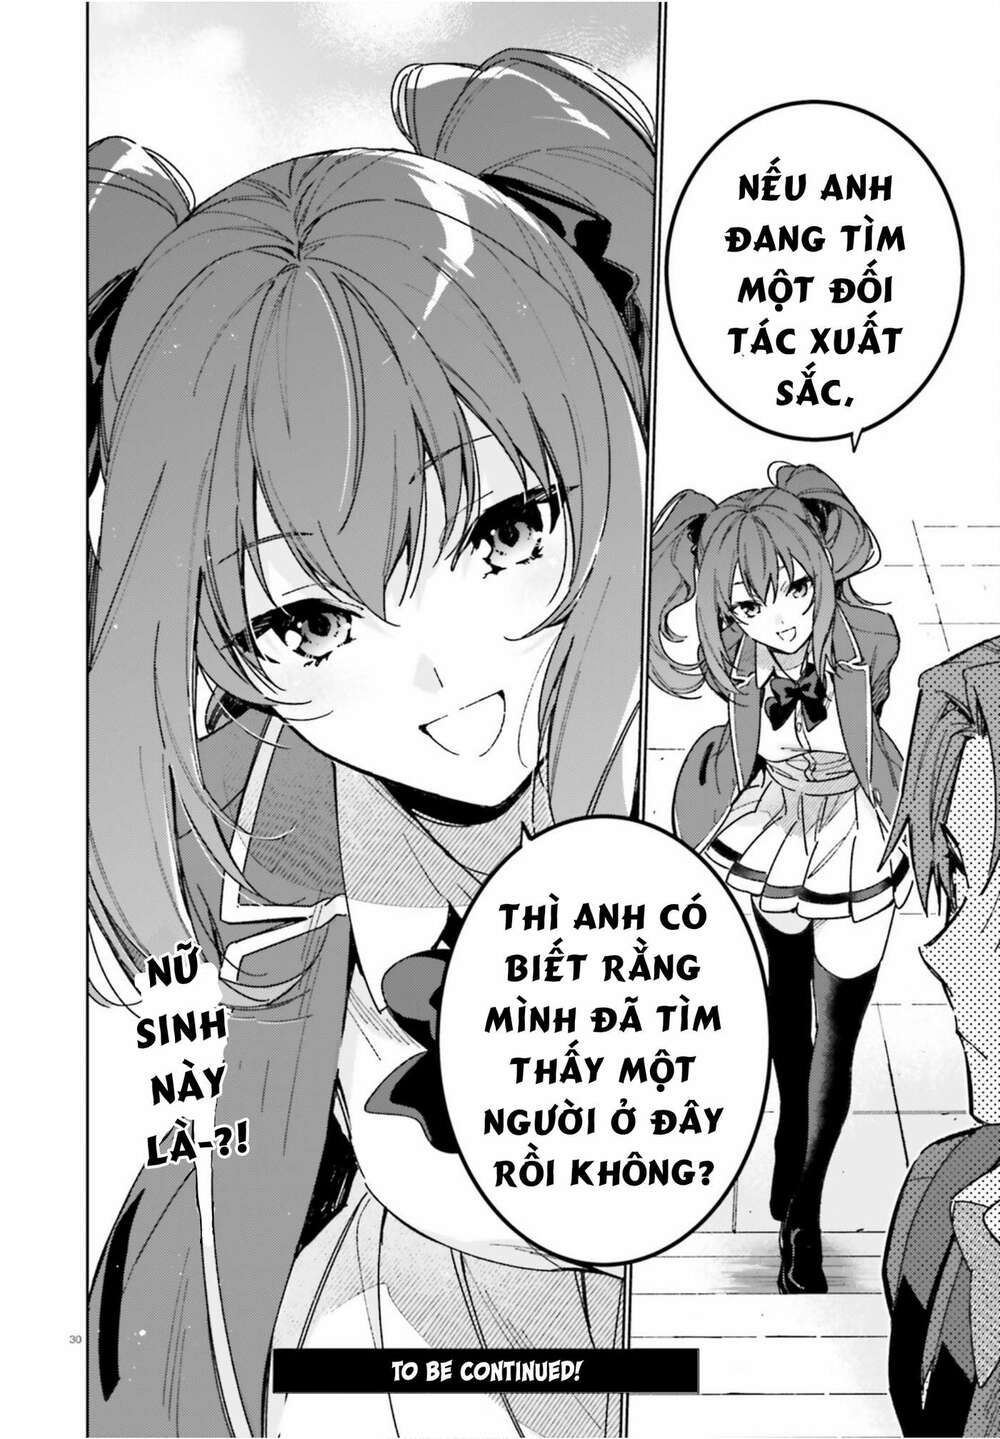 NẾU ANH
ĐANG TÌM
MỘT ĐỐI
TÁC XUẤT
SẮC,
THÌ ANH CÓ
BIẾT RẰNG
MÌNH ĐÃ TÌM
THẤY MỘT
NGƯỜI Ở ĐÂY
RỒI KHÔNG?
NỮ
SINH
NÀY
LÀ-?!
30
TO BE CONTINUED!